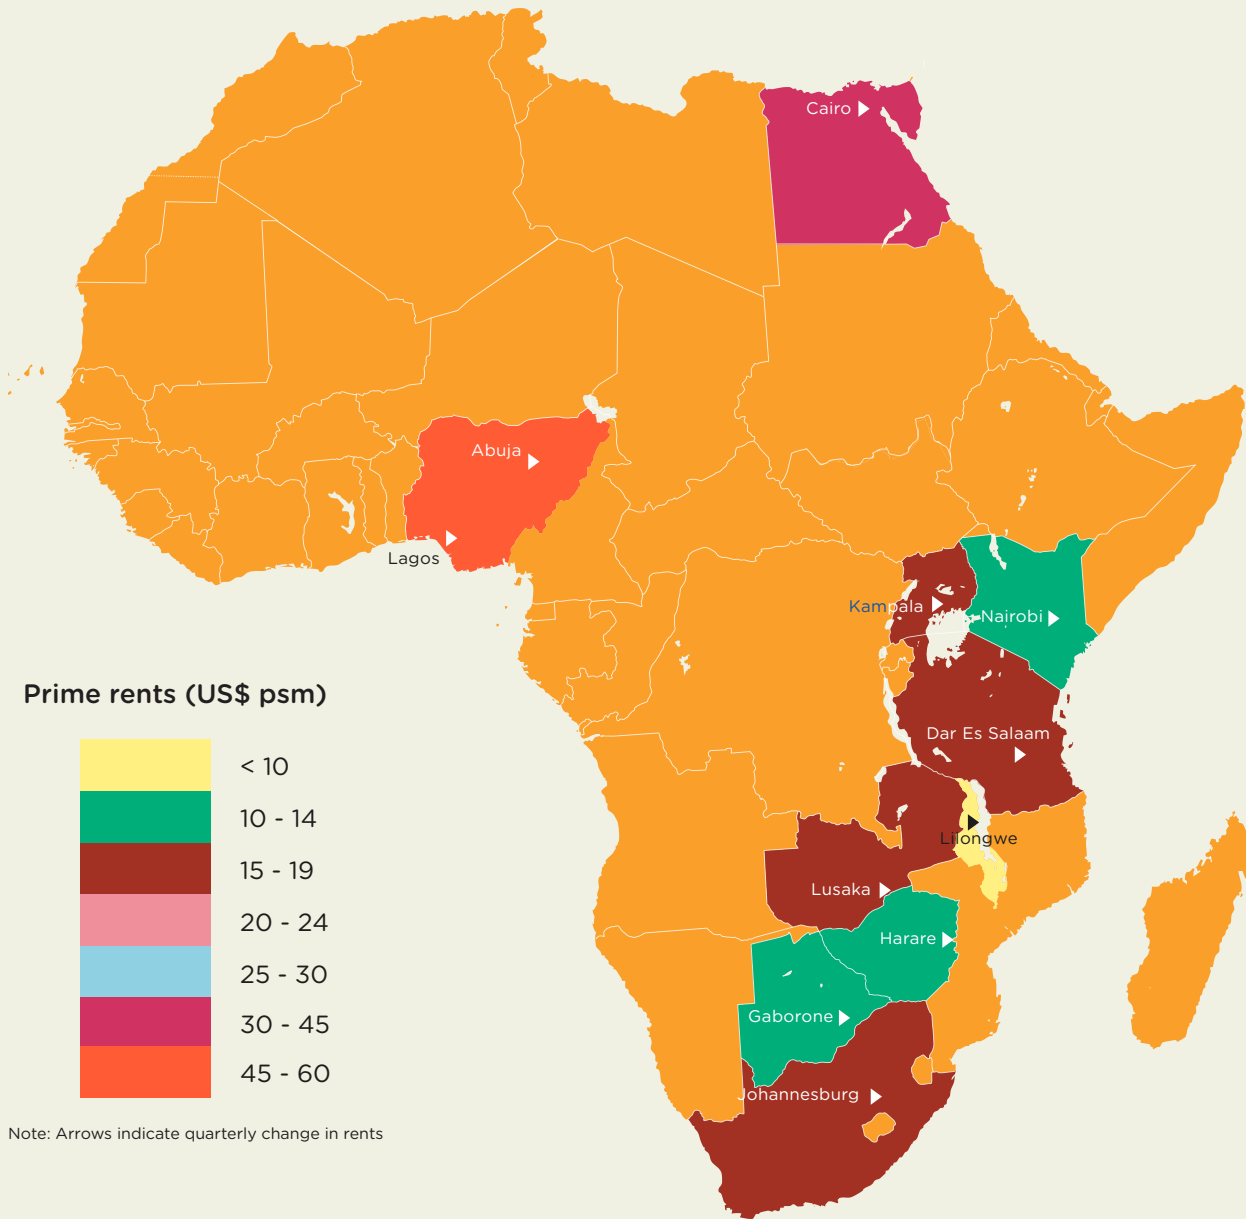 Cairo
Abuja
Lagos
Kampala
Nairobi
Prime rents (US$ psm)
Dar Es Salaam
< 10
10 - 14
Lilongwe
15 - 19
Lusaka
20 - 24
Harare
25 - 30
Gaborone
30 - 45
45 - 60
Johannesburg
Note: Arrows indicate quarterly change in rents